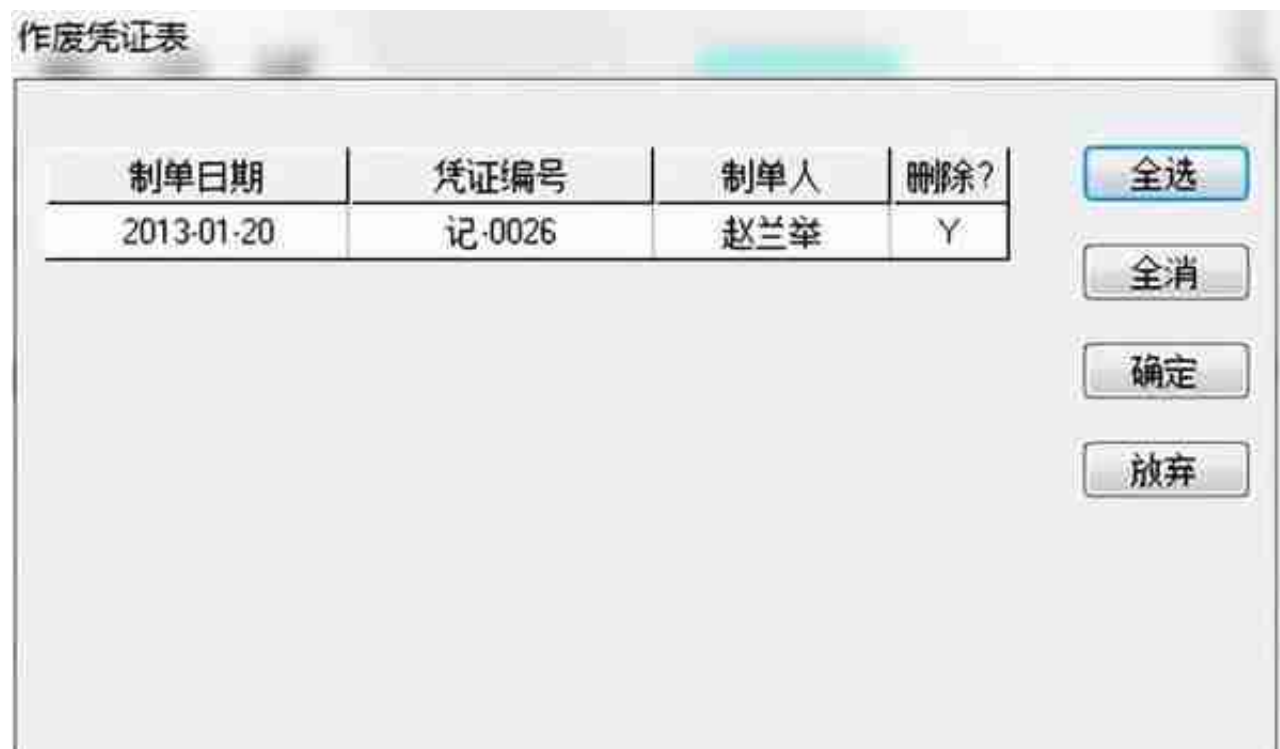 作废凭证表
制单日期 凭证编号 制单人 删除?
2013-01-20 记-0026 赵兰举 Y
全选
全消
确定
放弃